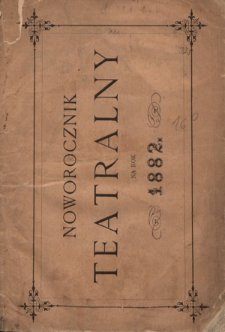 NOWOROCZNIK
TEATRALNY
NA ROK
1882.